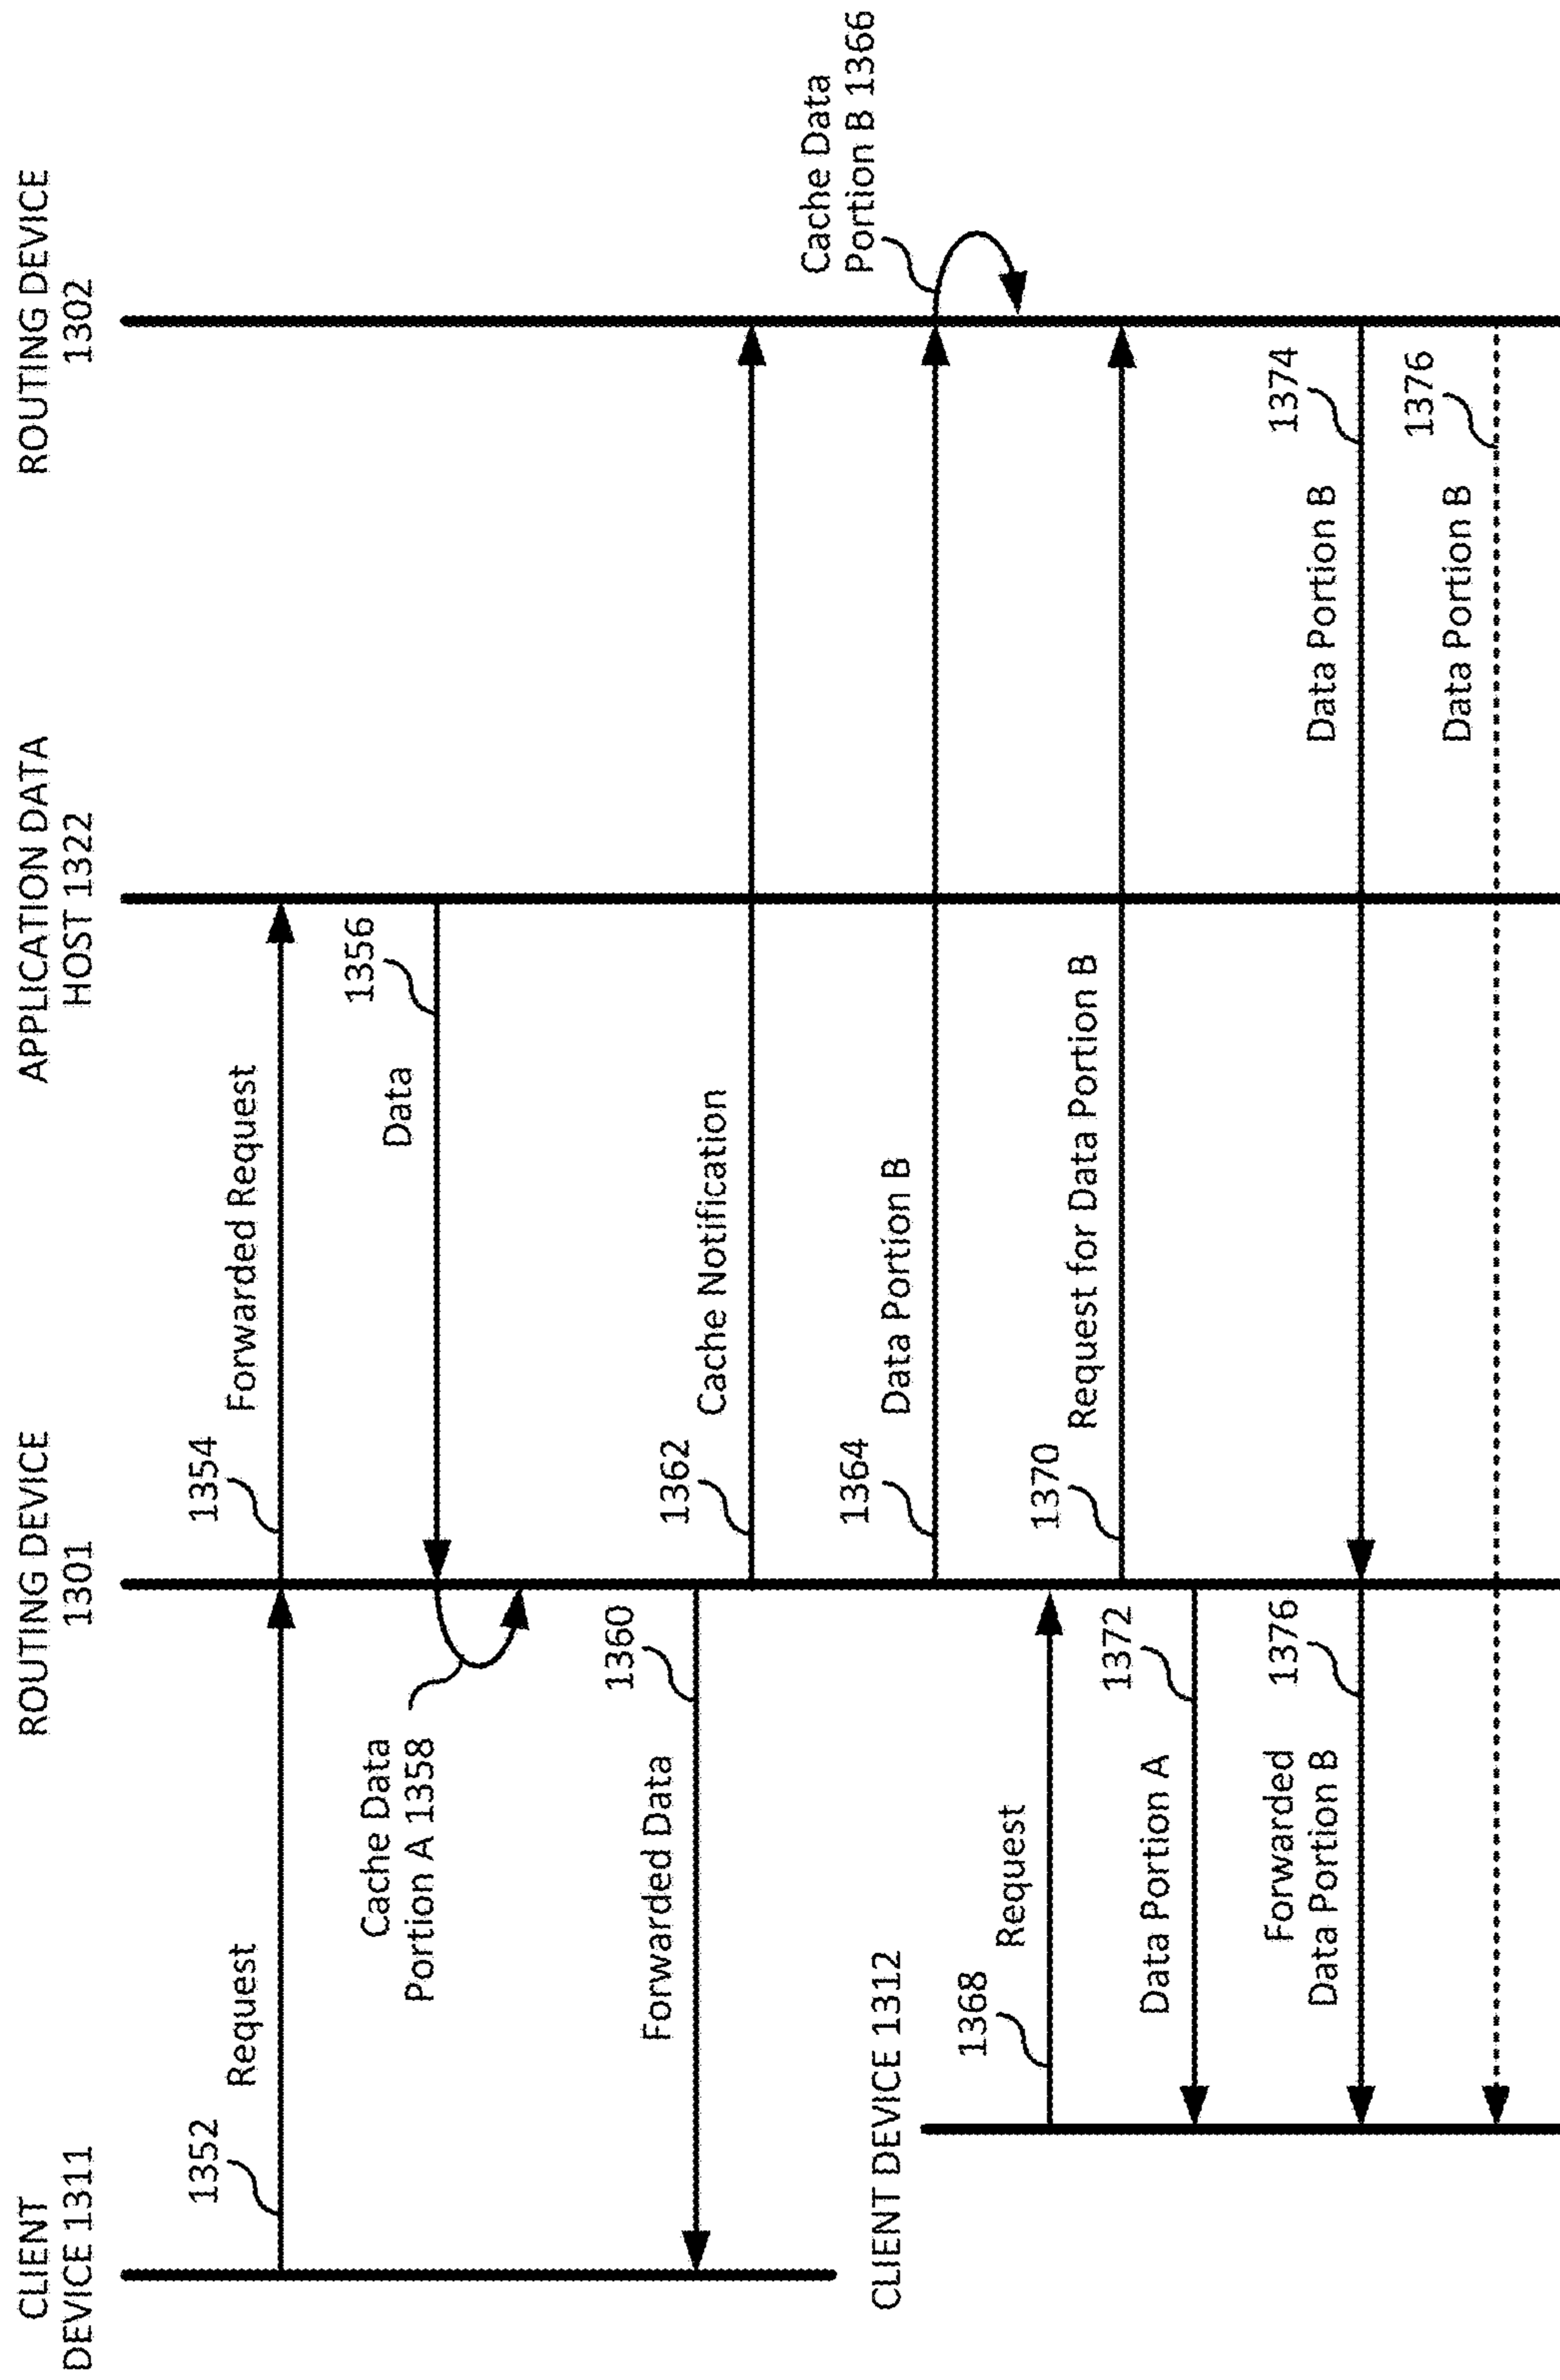 CLIENT
DEVICE 1311
ROUTING DEVICE
1301
APPLICATION DATA
HOST 1322
ROUTING DEVICE
1302
1352
Request
1354
Forwarded Request
1356
Data
Cache Data
Portion A 1358
1360
Forwarded Data
1362
Cache Notification
1364
Data Portion B
Cache Data
Portion B 1366
CLIENT DEVICE 1312
1368
Request
1370
Request for Data Portion B
1372
Data Portion A
1374
Data Portion B
1376
Forwarded
Data Portion B
1376
Data Portion B